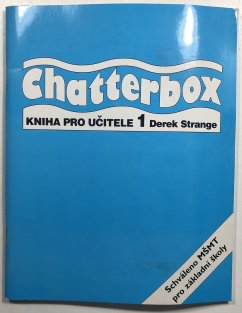 Chatterbox
KNIHA PRO UČITELE 1 Derek Strange
Schváleno MŠMT
pro základní školy